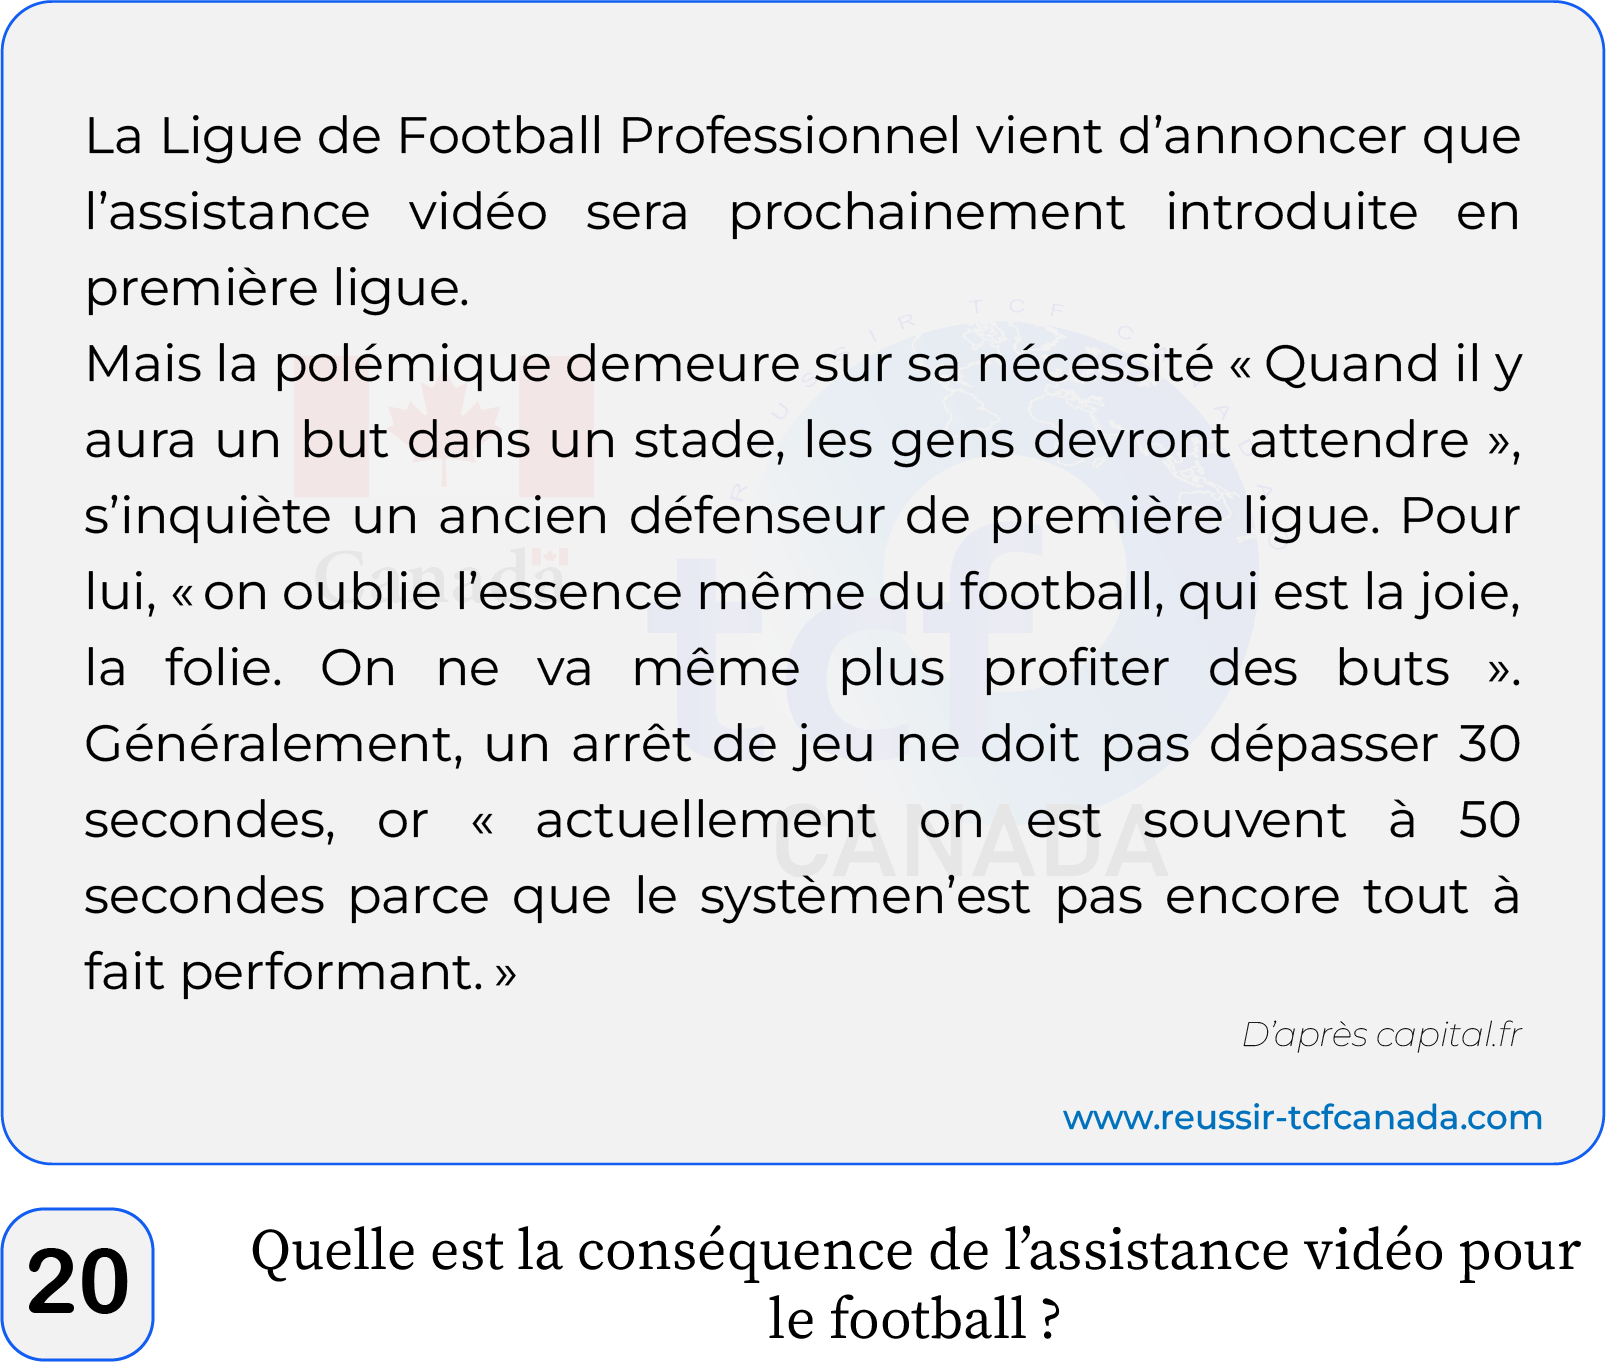 La Ligue de Football Professionnel vient d’annoncer que
l’assistance vidéo sera prochainement introduite en
première ligue.
Mais la polémique demeure sur sa nécessité « Quand il y
aura un but dans un stade, les gens devront attendre »,
s’inquiète un ancien défenseur de première ligue. Pour
lui, « on oublie l’essence même du football, qui est la joie,
la folie. On ne va même plus profiter des buts ».
Généralement, un arrêt de jeu ne doit pas dépasser 30
secondes, or « actuellement on est souvent à 50
secondes parce que le systèmen’est pas encore tout à
fait performant. »
D’après capital.fr
www.reussir-tcfcanada.com
Canada
tcf
CANADA
20
Quelle est la conséquence de l’assistance vidéo pour
le football ?